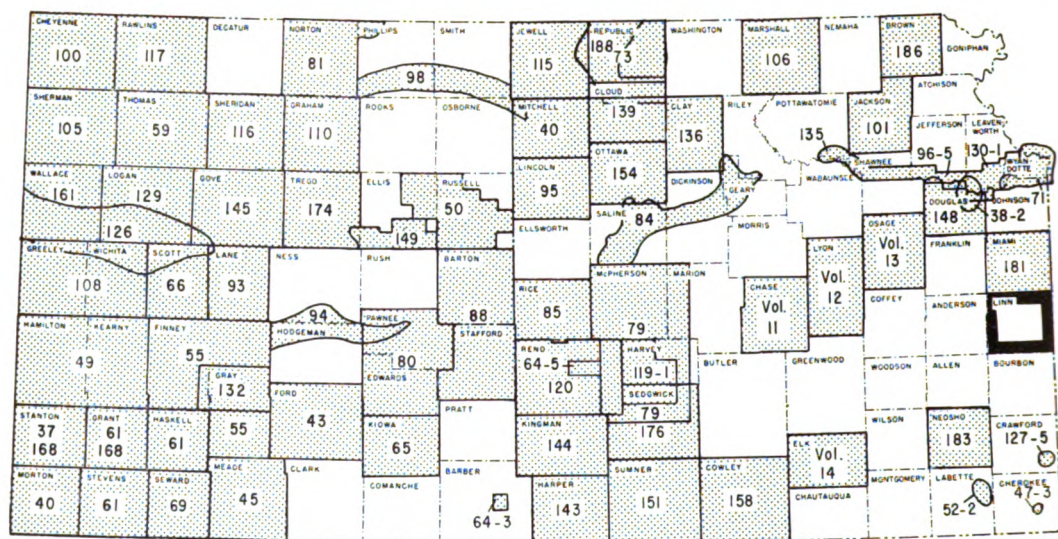 CHEYENNE RAWLINS DECATUR NORTON PHILLIPS SMITH JEWELL REPUBLIC WASHINGTON MARSHALL NEMAHA BROWN DONIPHAN
100 117 81 98 115 188 73 106 186
CLOUD ATCHISON
SHERMAN THOMAS SHERIDAN GRAHAM ROOKS OSBORNE MITCHELL 139 CLAY RILEY POTTAWATOMIE JACKSON
105 59 116 110 40 136 135 101 JEFFERSON LEAVENWORTH
96-5 130-1
LINCOLN OTTAWA SHAWNEE WYANDOTTE
WALLACE LOGAN GOVE TREGO ELLIS RUSSELL 95 154 DICKINSON GEARY WABAUNSEE
161 129 145 174 50 DOUGLAS JOHNSON 71
126 149 SALINE 84 MORRIS 148 38-2
ELLSWORTH OSAGE
GREELEY WICHITA SCOTT LANE NESS RUSH BARTON McPHERSON MARION LYON Vol. 13 FRANKLIN MIAMI
108 66 93 88 RICE CHASE Vol. 12 181
85 Vol. 11 COFFEY ANDERSON LINN
HAMILTON KEARNY FINNEY 94 HODGEMAN PAWNEE STAFFORD 79
49 55 80 RENO HARVEY BUTLER GREENWOOD WOODSON ALLEN BOURBON
GRAY 64-5 119-1
132 EDWARDS 120 SEDGWICK
FORD PRATT 79
STANTON GRANT HASKELL 55 43 KIOWA KINGMAN 176 ELK WILSON NEOSHO CRAWFORD
37 61 61 65 144 Vol. 14 183 127-5
168 168
MORTON STEVENS SEWARD MEADE CLARK COMANCHE BARBER HARPER SUMNER COWLEY CHAUTAUQUA MONTGOMERY LABETTE CHEROKEE
40 61 69 45 64-3 143 151 158 52-2 47-3